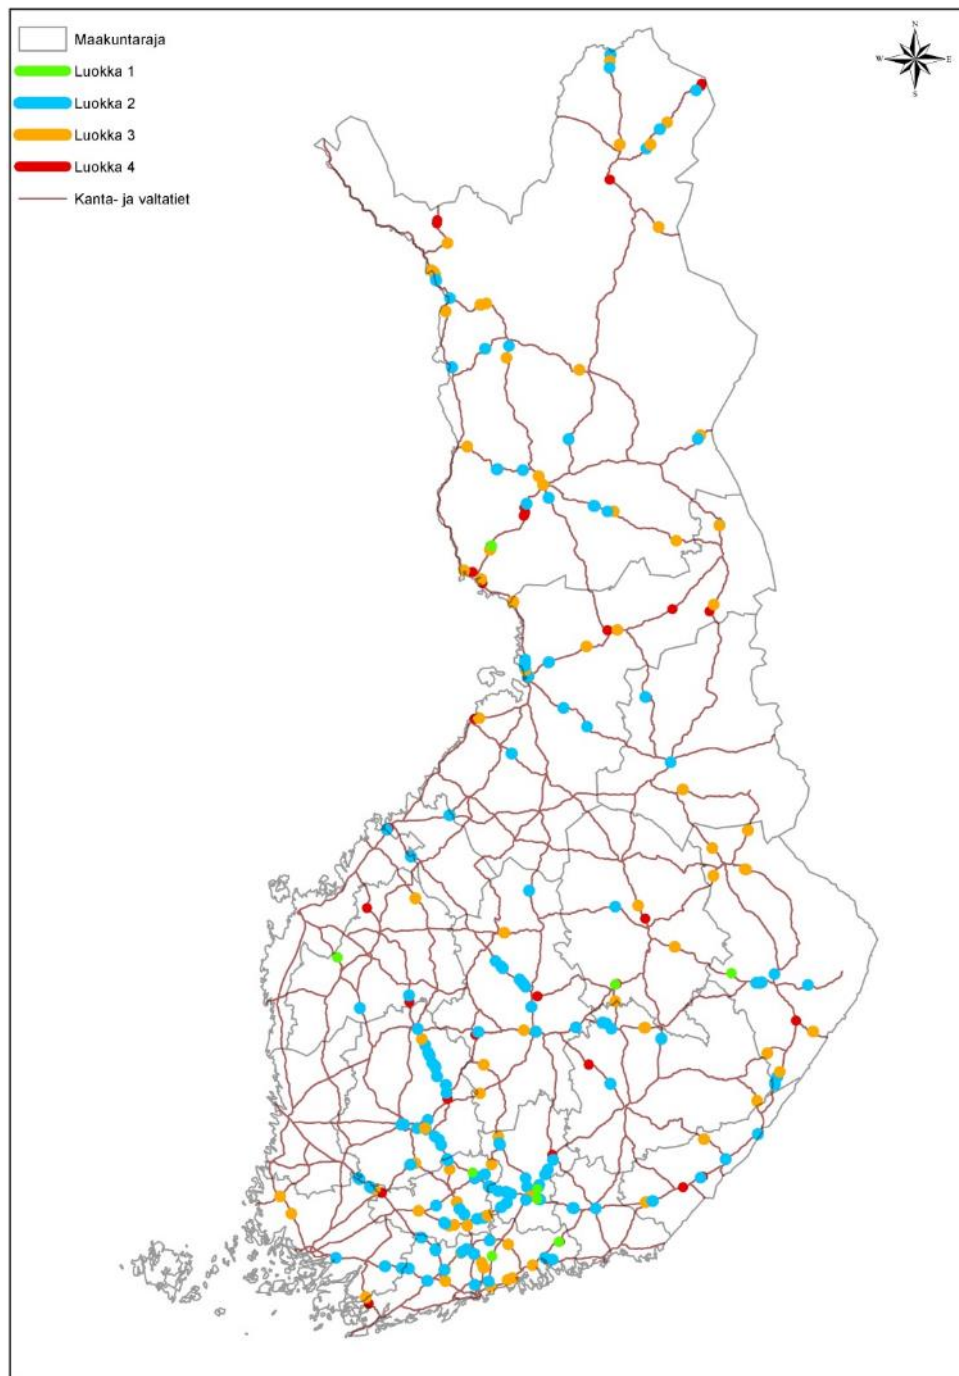 Maakuntaraja
Luokka 1
Luokka 2
Luokka 3
Luokka 4
Kanta- ja valtatiet
N
W E
S